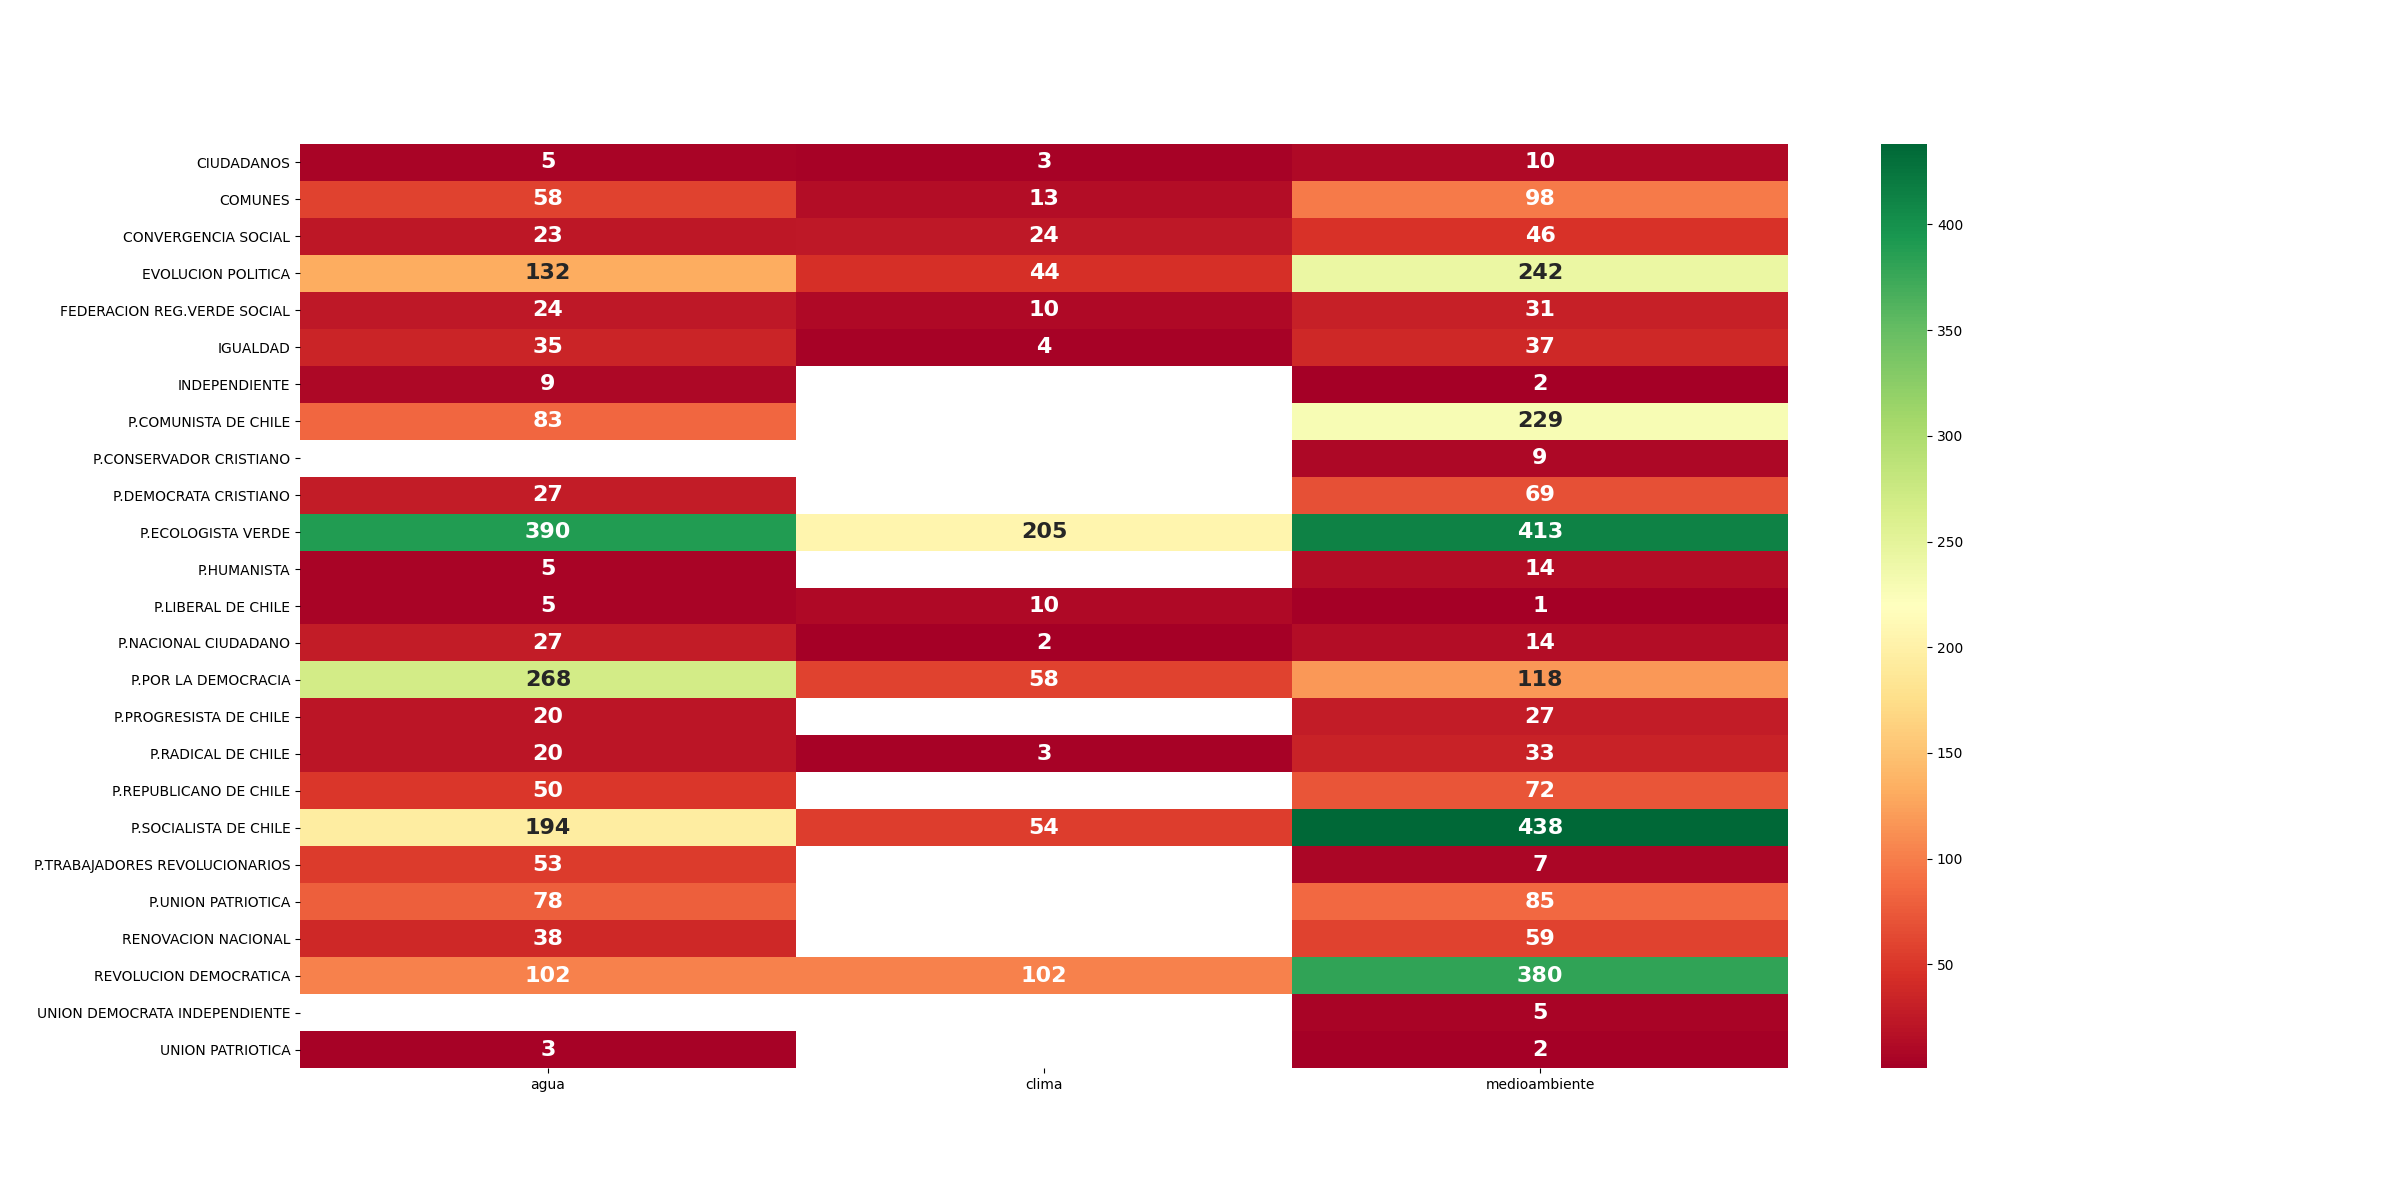 CIUDADANOS 5 3 10
COMUNES 58 13 98
CONVERGENCIA SOCIAL 23 24 46
EVOLUCION POLITICA 132 44 242
FEDERACION REG.VERDE SOCIAL 24 10 31
IGUALDAD 35 4 37
INDEPENDIENTE 9 2
P.COMUNISTA DE CHILE 83 229
P.CONSERVADOR CRISTIANO 9
P.DEMOCRATA CRISTIANO 27 69
P.ECOLOGISTA VERDE 390 205 413
P.HUMANISTA 5 14
P.LIBERAL DE CHILE 5 10 1
P.NACIONAL CIUDADANO 27 2 14
P.POR LA DEMOCRACIA 268 58 118
P.PROGRESISTA DE CHILE 20 27
P.RADICAL DE CHILE 20 3 33
P.REPUBLICANO DE CHILE 50 72
P.SOCIALISTA DE CHILE 194 54 438
P.TRABAJADORES REVOLUCIONARIOS 53 7
P.UNION PATRIOTICA 78 85
RENOVACION NACIONAL 38 59
REVOLUCION DEMOCRATICA 102 102 380
UNION DEMOCRATA INDEPENDIENTE 5
UNION PATRIOTICA 3 2
agua clima medioambiente
400
350
300
250
200
150
100
50